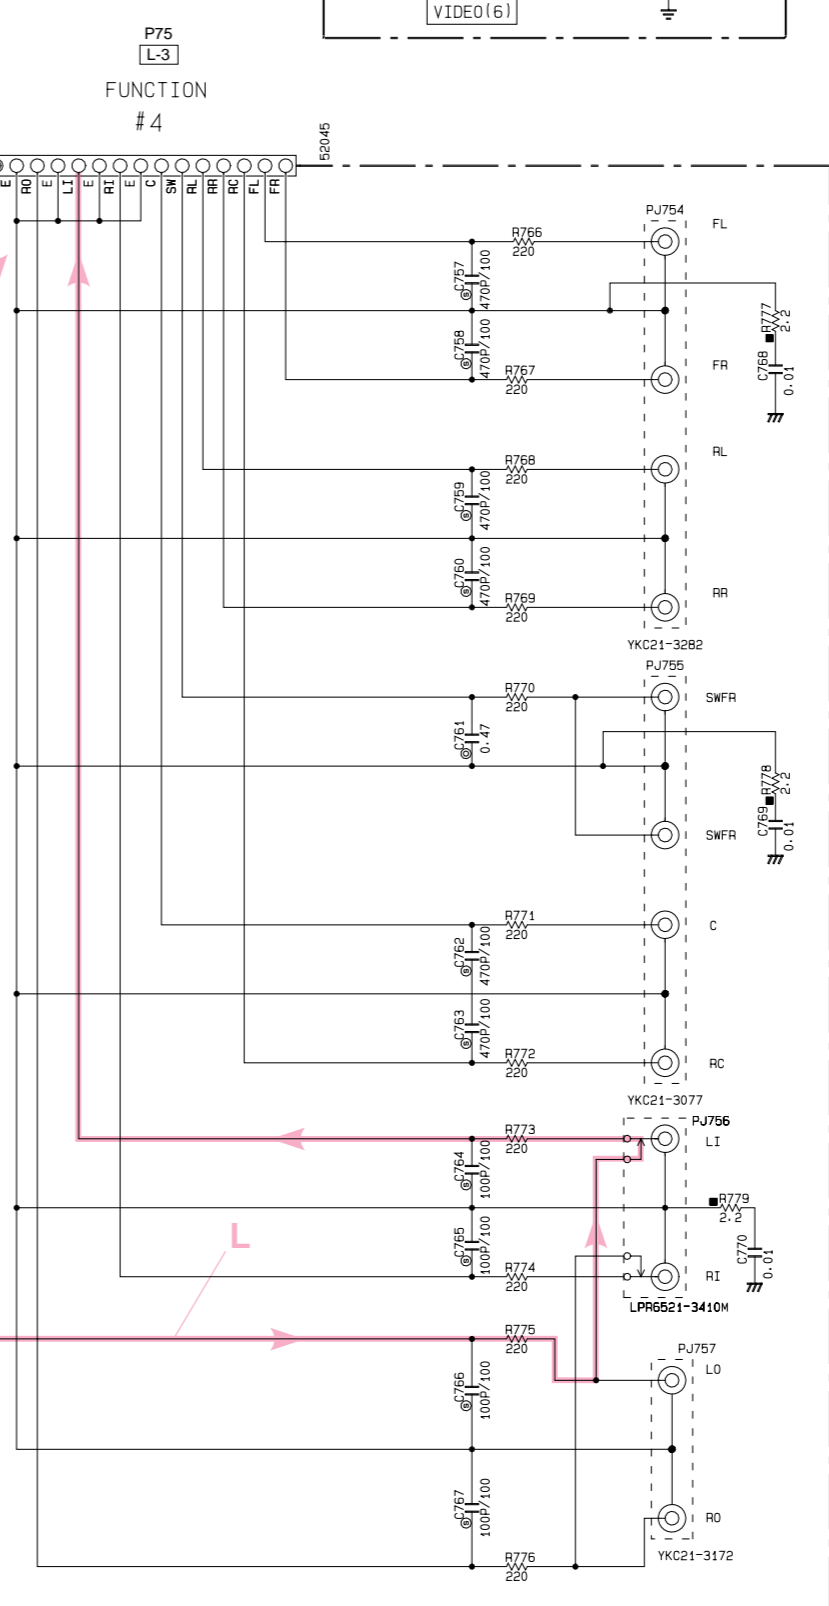 VIDEO(6)
P75
L-3
FUNCTION
#4
52045
E
RO
E
LI
E
RI
E
C
SW
RL
RR
RC
FL
FR
PJ754
FL
R766
220
C757
470P/100
R777
2.2
C758
470P/100
C768
0.01
FR
R767
220
RL
R768
220
C759
470P/100
C760
470P/100
RR
R769
220
YKC21-3282
PJ755
R770
220
SWFR
C761
0.47
R778
2.2
C769
0.01
SWFR
R771
220
C
C762
470P/100
C763
470P/100
R772
220
RC
YKC21-3077
PJ756
R773
220
LI
C764
100P/100
R779
2.2
C765
100P/100
C770
0.01
L
R774
220
RI
LPR6521-3410M
R775
220
PJ757
LO
C766
100P/100
C767
100P/100
RO
R776
220
YKC21-3172